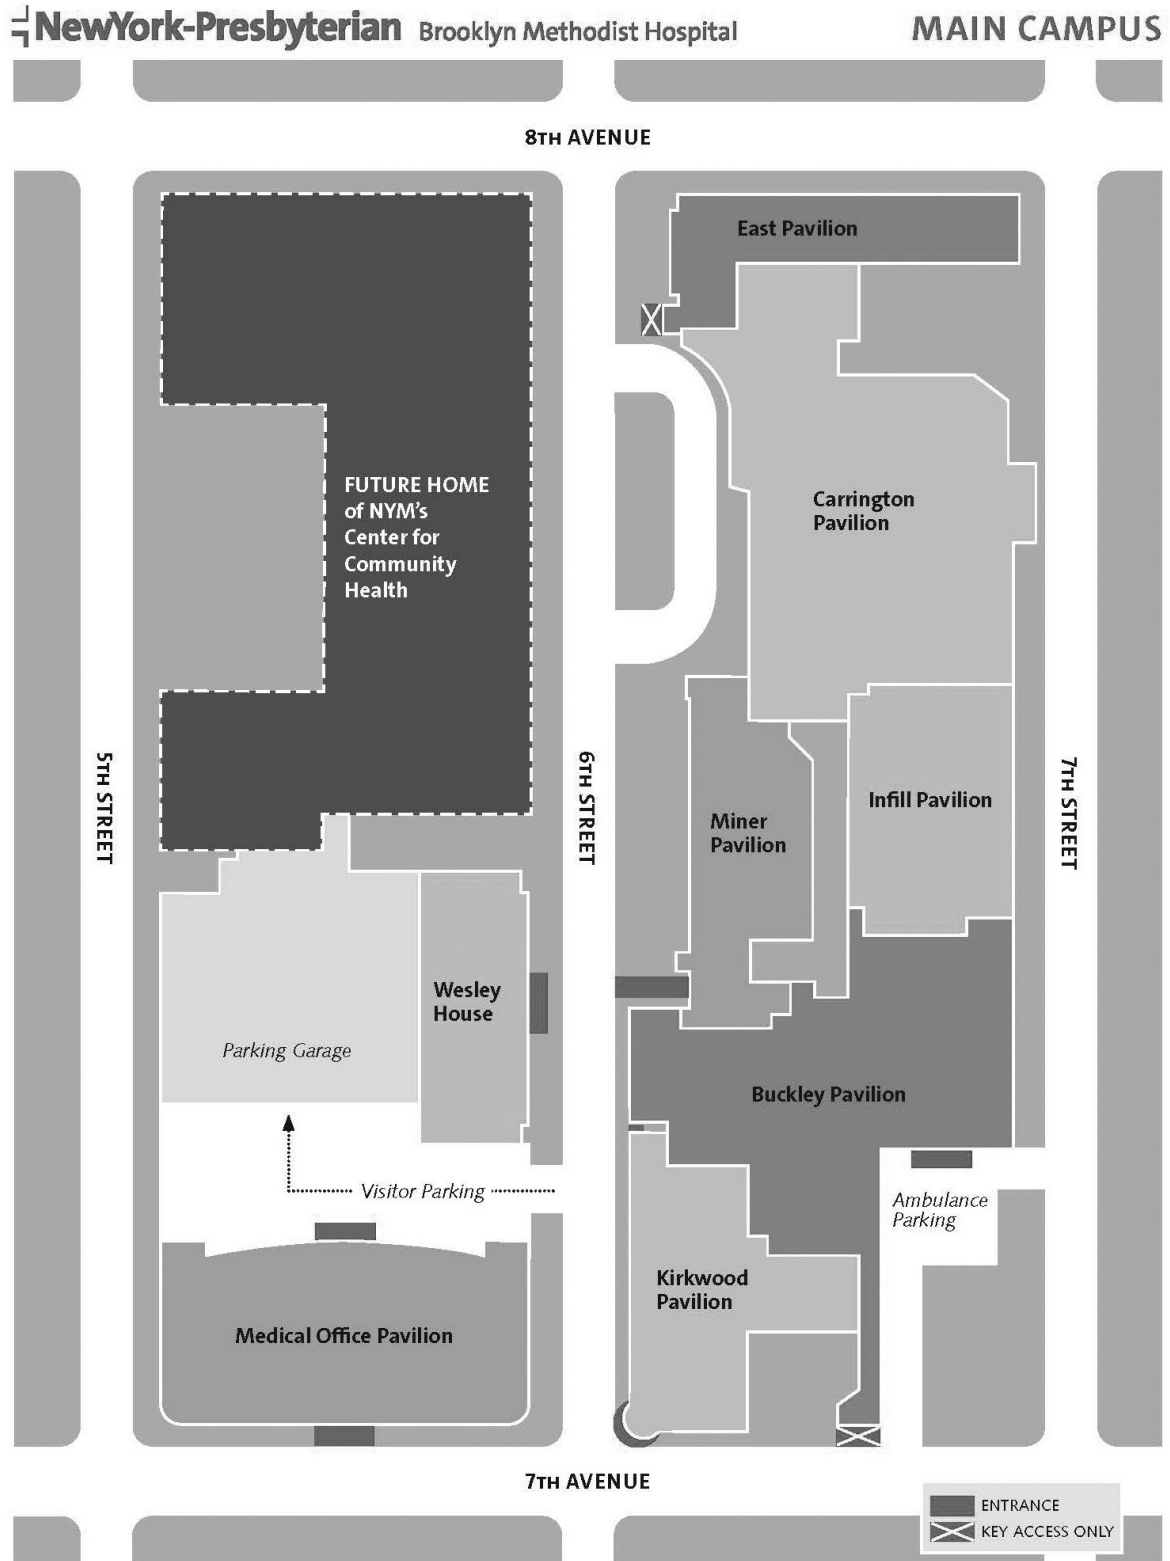 NewYork-Presbyterian Brooklyn Methodist Hospital
MAIN CAMPUS
8TH AVENUE
East Pavilion
FUTURE HOME
of NYM's
Center for
Community
Health
Carrington
Pavilion
5TH STREET
6TH STREET
7TH STREET
Infill Pavilion
Miner
Pavilion
Wesley
House
Parking Garage
Buckley Pavilion
Visitor Parking
Ambulance
Parking
Kirkwood
Pavilion
Medical Office Pavilion
7TH AVENUE
ENTRANCE
KEY ACCESS ONLY